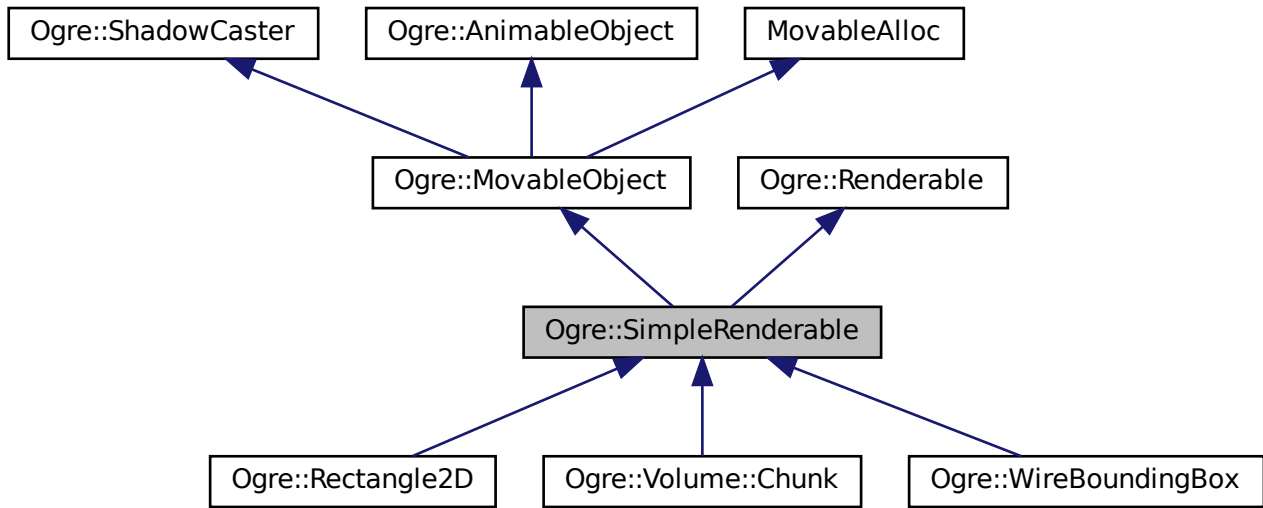 Ogre::ShadowCaster
Ogre::AnimableObject
MovableAlloc
Ogre::MovableObject
Ogre::Renderable
Ogre::SimpleRenderable
Ogre::Rectangle2D
Ogre::Volume::Chunk
Ogre::WireBoundingBox